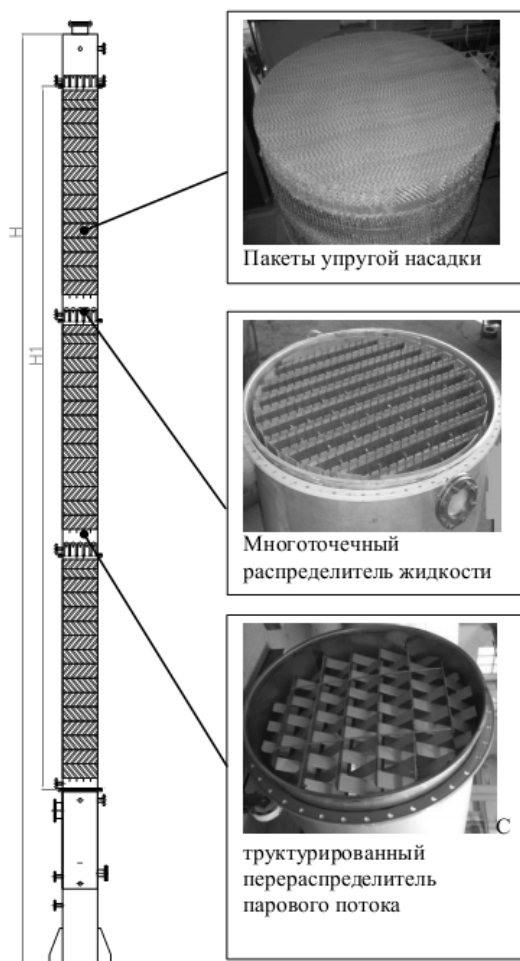 H
H1
Пакеты упругой насадки
Многоточечный
распределитель жидкости
С
труктурированный
перераспределитель
парового потока